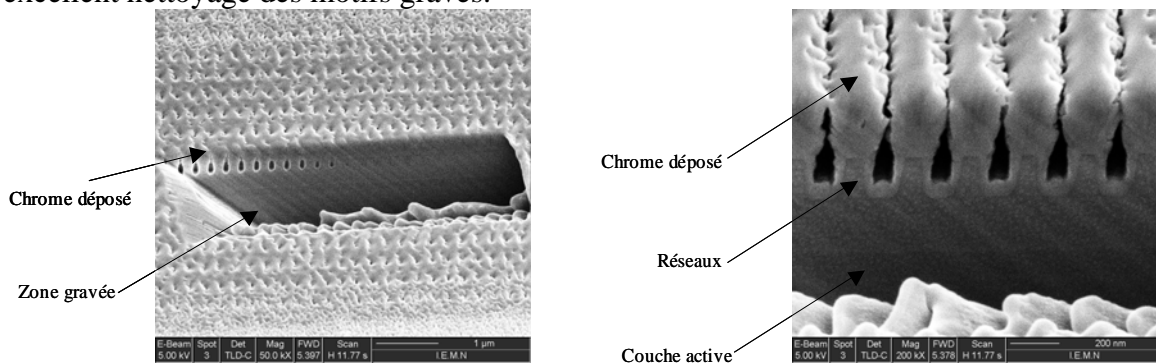 excellent nettoyage des motifs gravés.
Chrome déposé
Zone gravée
E-Beam Spot Det Mag FWD Scan 1 µm
5.00 kV 3 TLD-C 50.0 kX 5.397 H 11.77 s I.E.M.N
Chrome déposé
Réseaux
Couche active
E-Beam Spot Det Mag FWD Scan 200 nm
5.00 kV 3 TLD-C 200 kX 5.378 H 11.77 s I.E.M.N